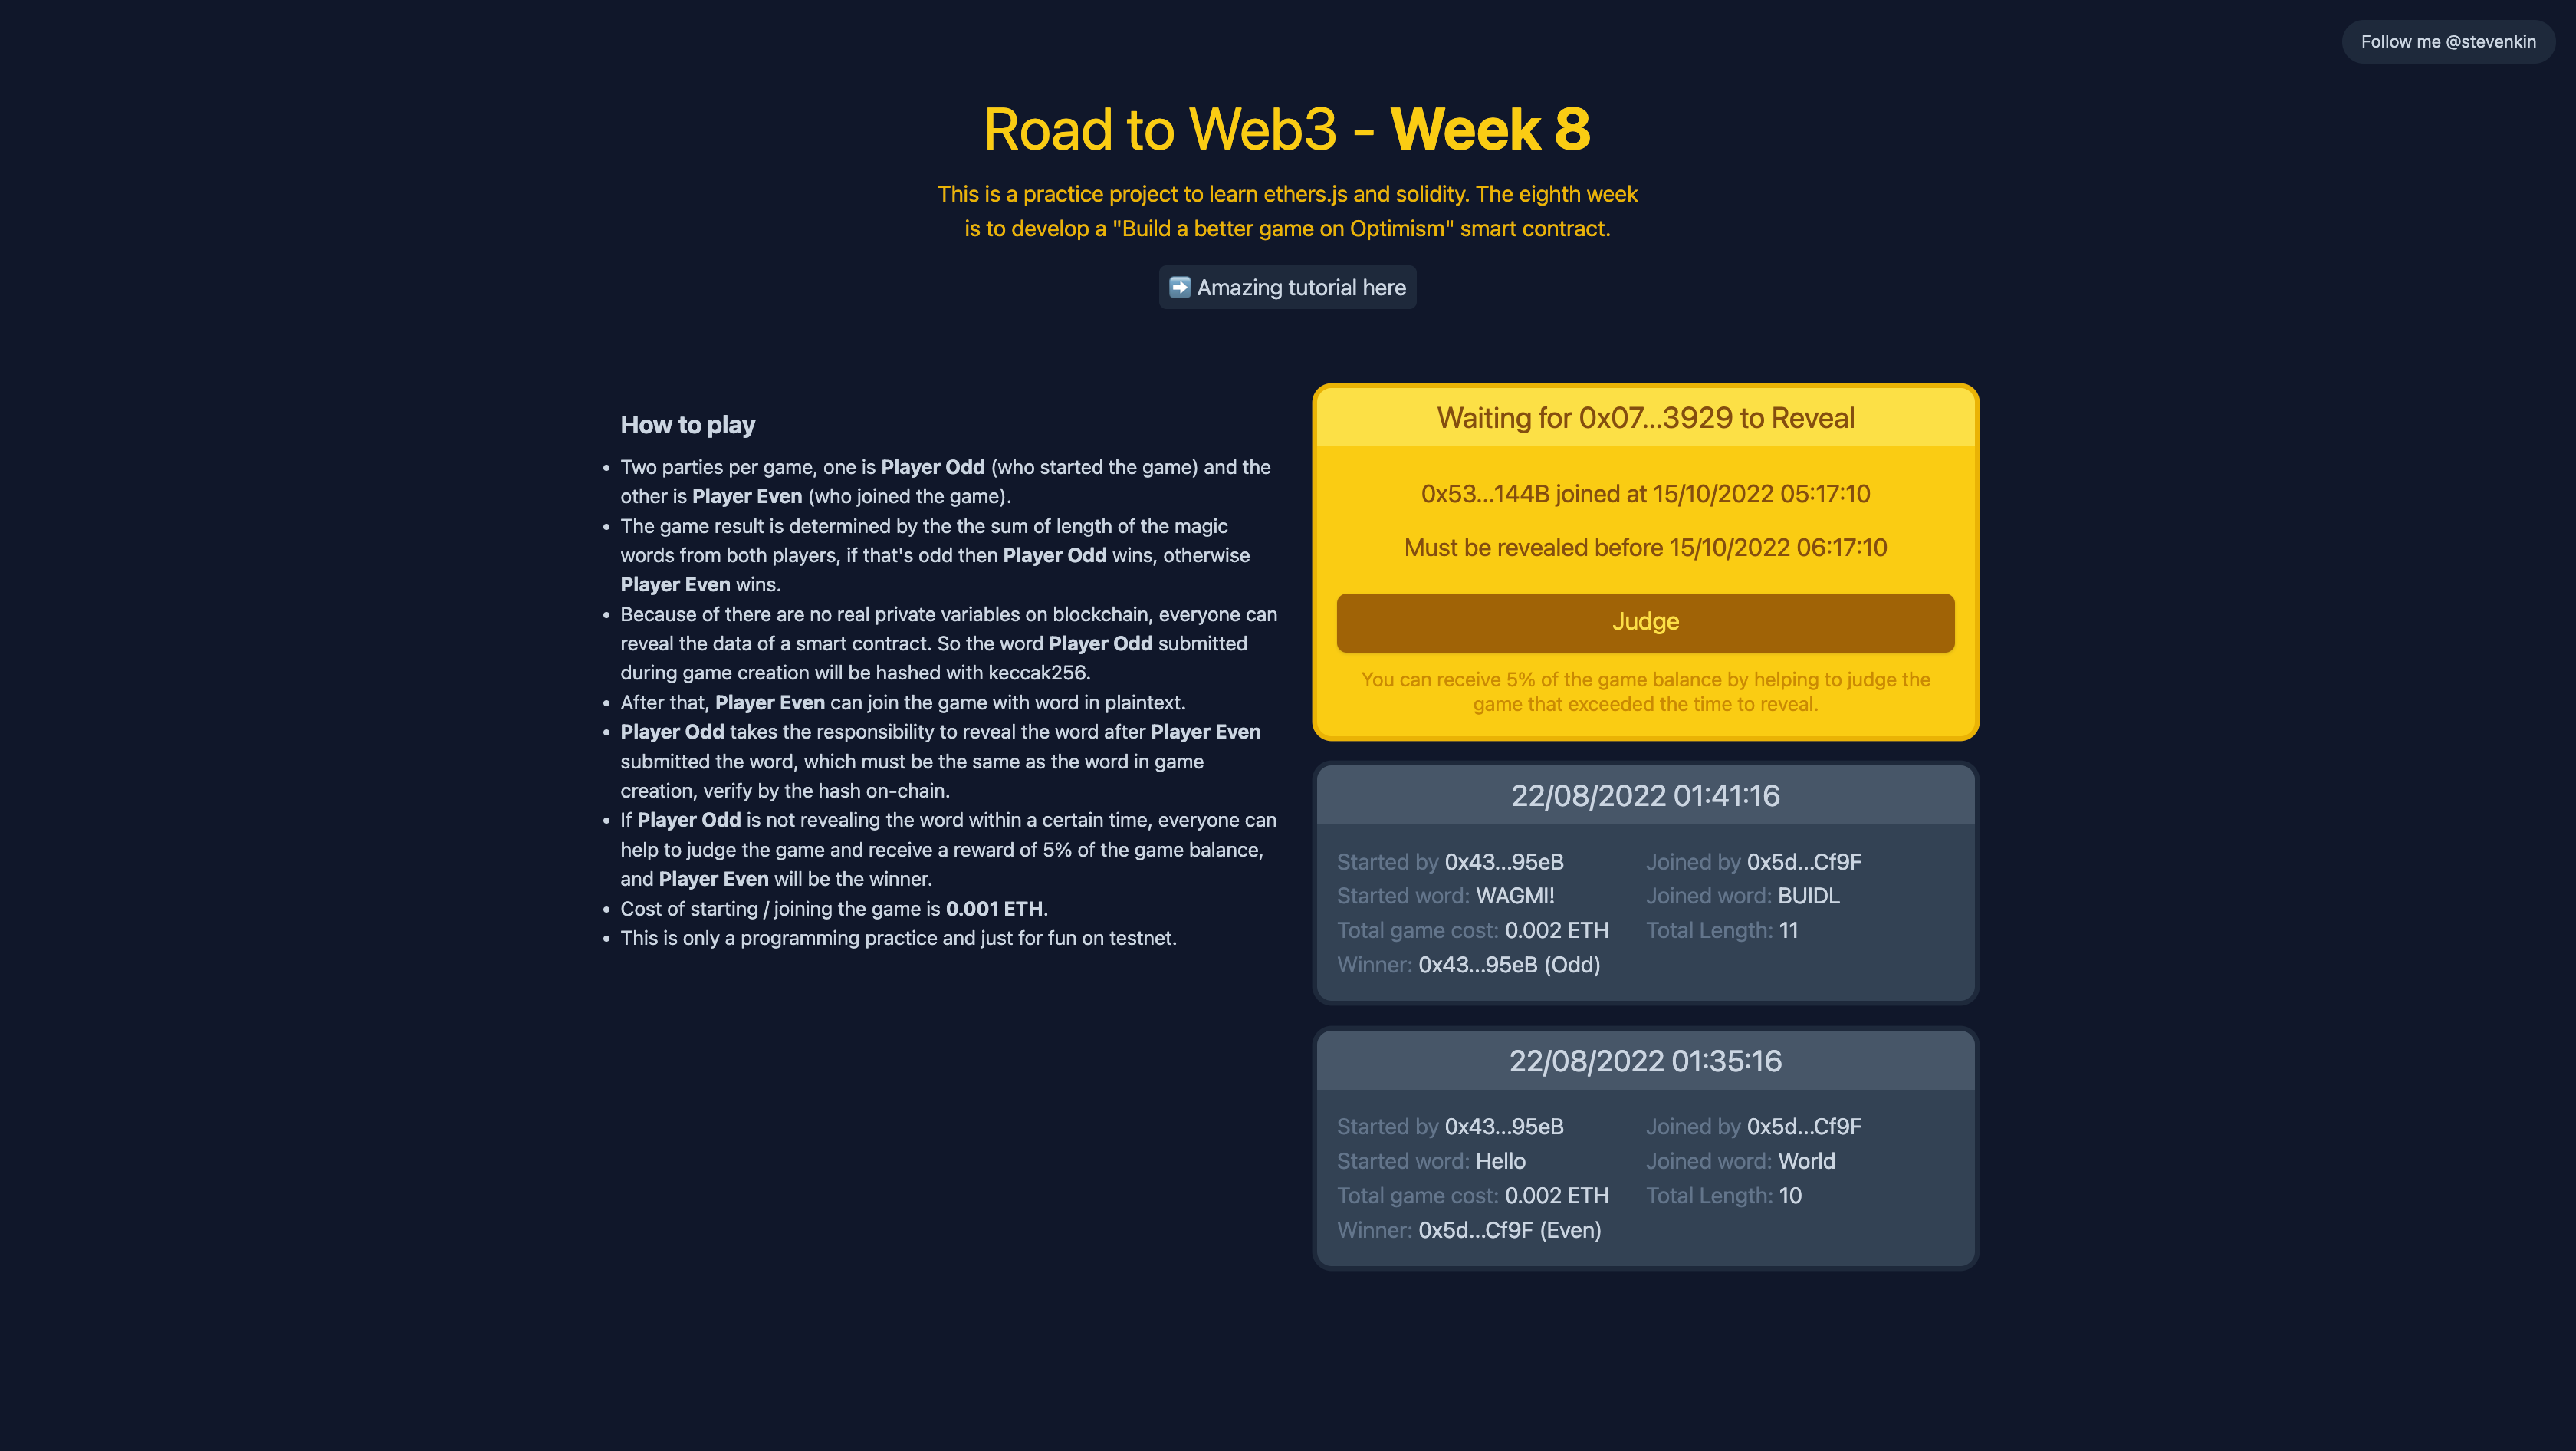 Follow me @stevenkin
Road to Web3 - Week 8
This is a practice project to learn ethers.js and solidity. The eighth week
is to develop a "Build a better game on Optimism" smart contract.
➡️ Amazing tutorial here
How to play
• Two parties per game, one is Player Odd (who started the game) and the
other is Player Even (who joined the game).
• The game result is determined by the the sum of length of the magic
words from both players, if that's odd then Player Odd wins, otherwise
Player Even wins.
• Because of there are no real private variables on blockchain, everyone can
reveal the data of a smart contract. So the word Player Odd submitted
during game creation will be hashed with keccak256.
• After that, Player Even can join the game with word in plaintext.
• Player Odd takes the responsibility to reveal the word after Player Even
submitted the word, which must be the same as the word in game
creation, verify by the hash on-chain.
• If Player Odd is not revealing the word within a certain time, everyone can
help to judge the game and receive a reward of 5% of the game balance,
and Player Even will be the winner.
• Cost of starting / joining the game is 0.001 ETH.
• This is only a programming practice and just for fun on testnet.
Waiting for 0x07...3929 to Reveal
0x53...144B joined at 15/10/2022 05:17:10
Must be revealed before 15/10/2022 06:17:10
Judge
You can receive 5% of the game balance by helping to judge the
game that exceeded the time to reveal.
22/08/2022 01:41:16
Started by 0x43...95eB Joined by 0x5d...Cf9F
Started word: WAGMI! Joined word: BUIDL
Total game cost: 0.002 ETH Total Length: 11
Winner: 0x43...95eB (Odd)
22/08/2022 01:35:16
Started by 0x43...95eB Joined by 0x5d...Cf9F
Started word: Hello Joined word: World
Total game cost: 0.002 ETH Total Length: 10
Winner: 0x5d...Cf9F (Even)